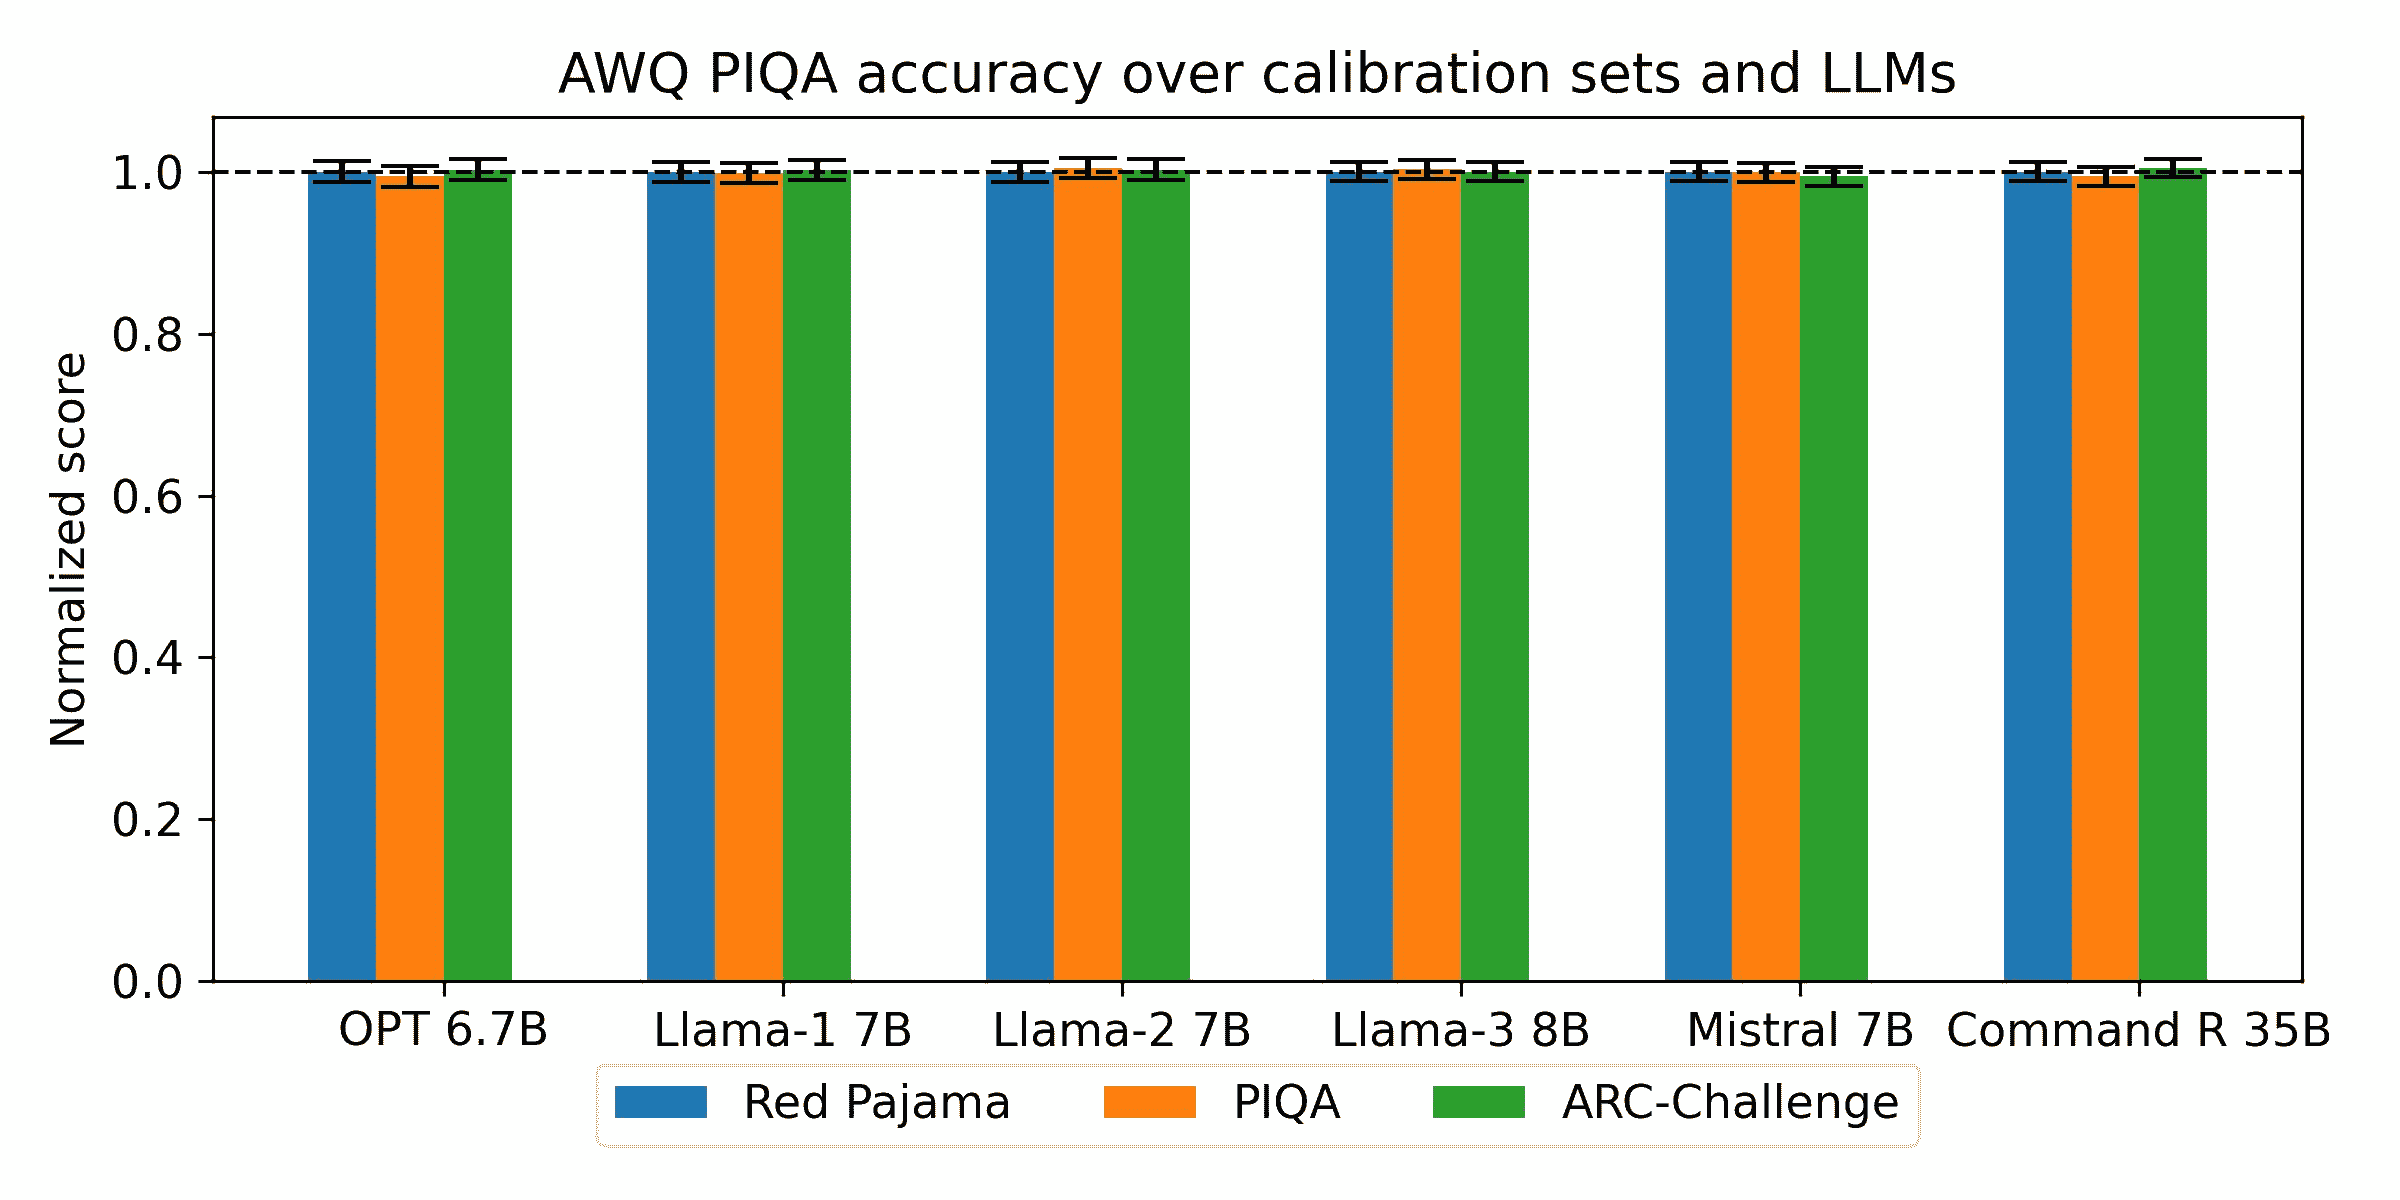 AWQ PIQA accuracy over calibration sets and LLMs
Normalized score
1.0
0.8
0.6
0.4
0.2
0.0
OPT 6.7B Llama-1 7B Llama-2 7B Llama-3 8B Mistral 7B Command R 35B
Red Pajama PIQA ARC-Challenge